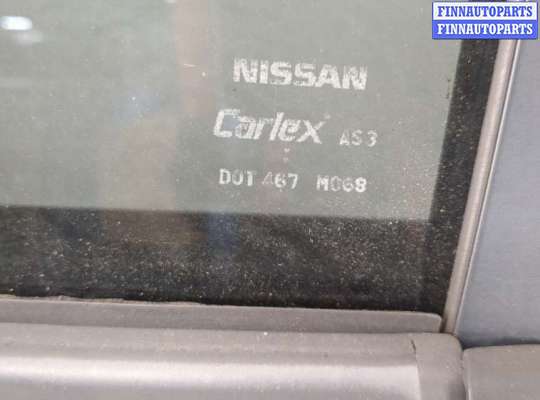 FINNAUTOPARTS
FINNAUTOPARTS
NISSAN
Carlex AS3
DOT 467 M068